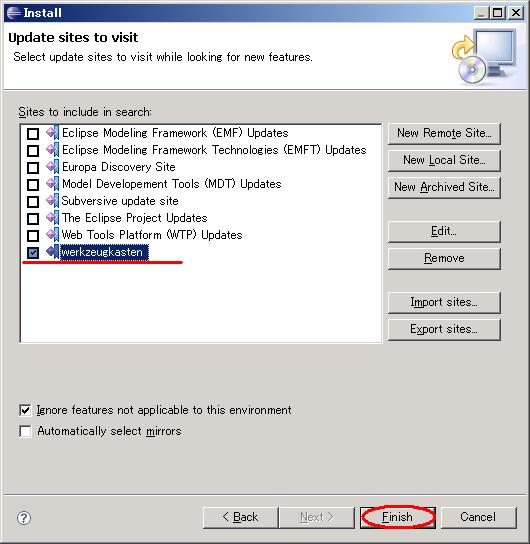 Install
Update sites to visit
Select update sites to visit while looking for new features.
Sites to include in search:
Eclipse Modeling Framework (EMF) Updates
Eclipse Modeling Framework Technologies (EMFT) Updates
Europa Discovery Site
Model Developement Tools (MDT) Updates
Subversive update site
The Eclipse Project Updates
Web Tools Platform (WTP) Updates
werkzeugkasten
New Remote Site...
New Local Site...
New Archived Site...
Edit...
Remove
Import sites...
Export sites...
Ignore features not applicable to this environment
Automatically select mirrors
?
< Back
Next >
Finish
Cancel